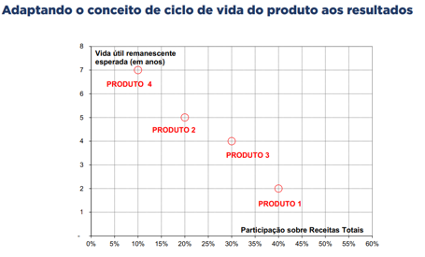 Adaptando o conceito de ciclo de vida do produto aos resultados
8
Vida útil remanescente
esperada (em anos)
7
PRODUTO 4
6
5
PRODUTO 2
4
PRODUTO 3
3
2
PRODUTO 1
1
Participação sobre Receitas Totais
-
0% 5% 10% 15% 20% 25% 30% 35% 40% 45% 50% 55% 60%